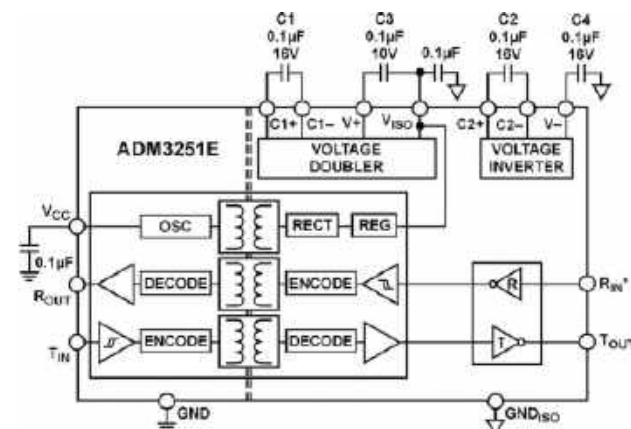 C1 C3 C2 C4
0.1µF 0.1µF 0.1µF 0.1µF
16V 10V 0.1µF 16V 16V
C1+ C1– V+ VISO C2+ C2– V–
ADM3251E
VOLTAGE DOUBLER
VOLTAGE INVERTER
VCC
OSC RECT REG
0.1µF
ROUT DECODE ENCODE R RIN*
TIN ENCODE DECODE T TOUT
GND GNDISO